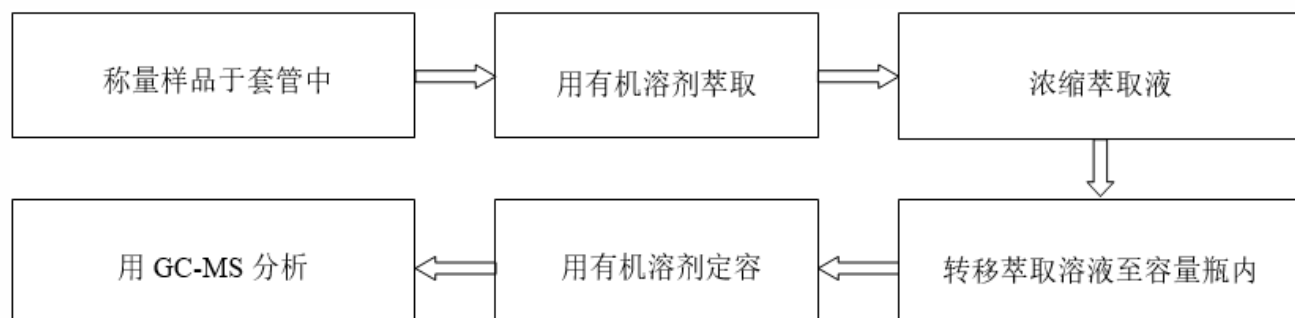 称量样品于套管中
用有机溶剂萃取
浓缩萃取液
转移萃取溶液至容量瓶内
用有机溶剂定容
用 GC-MS 分析